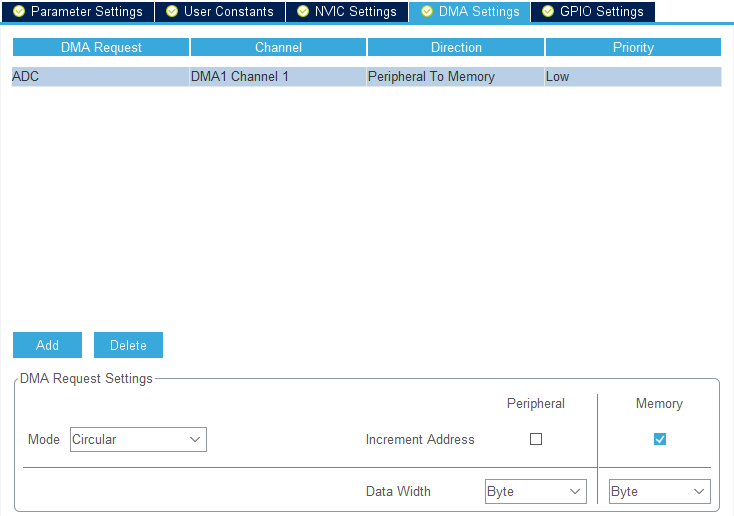 Parameter Settings User Constants NVIC Settings DMA Settings GPIO Settings
DMA Request Channel Direction Priority
ADC DMA1 Channel 1 Peripheral To Memory Low
Add Delete
DMA Request Settings
Peripheral Memory
Mode Circular Increment Address
Data Width Byte Byte